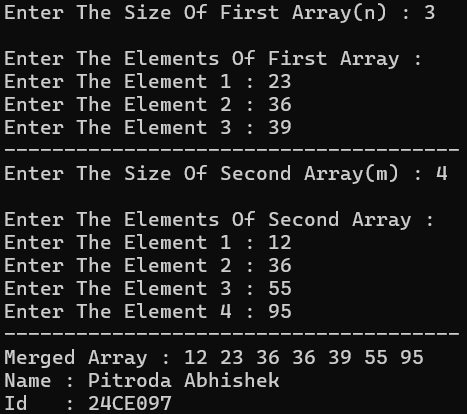 Enter The Size Of First Array(n) : 3
Enter The Elements Of First Array :
Enter The Element 1 : 23
Enter The Element 2 : 36
Enter The Element 3 : 39
--------------------------------------
Enter The Size Of Second Array(m) : 4
Enter The Elements Of Second Array :
Enter The Element 1 : 12
Enter The Element 2 : 36
Enter The Element 3 : 55
Enter The Element 4 : 95
--------------------------------------
Merged Array : 12 23 36 36 39 55 95
Name : Pitroda Abhishek
Id   : 24CE097